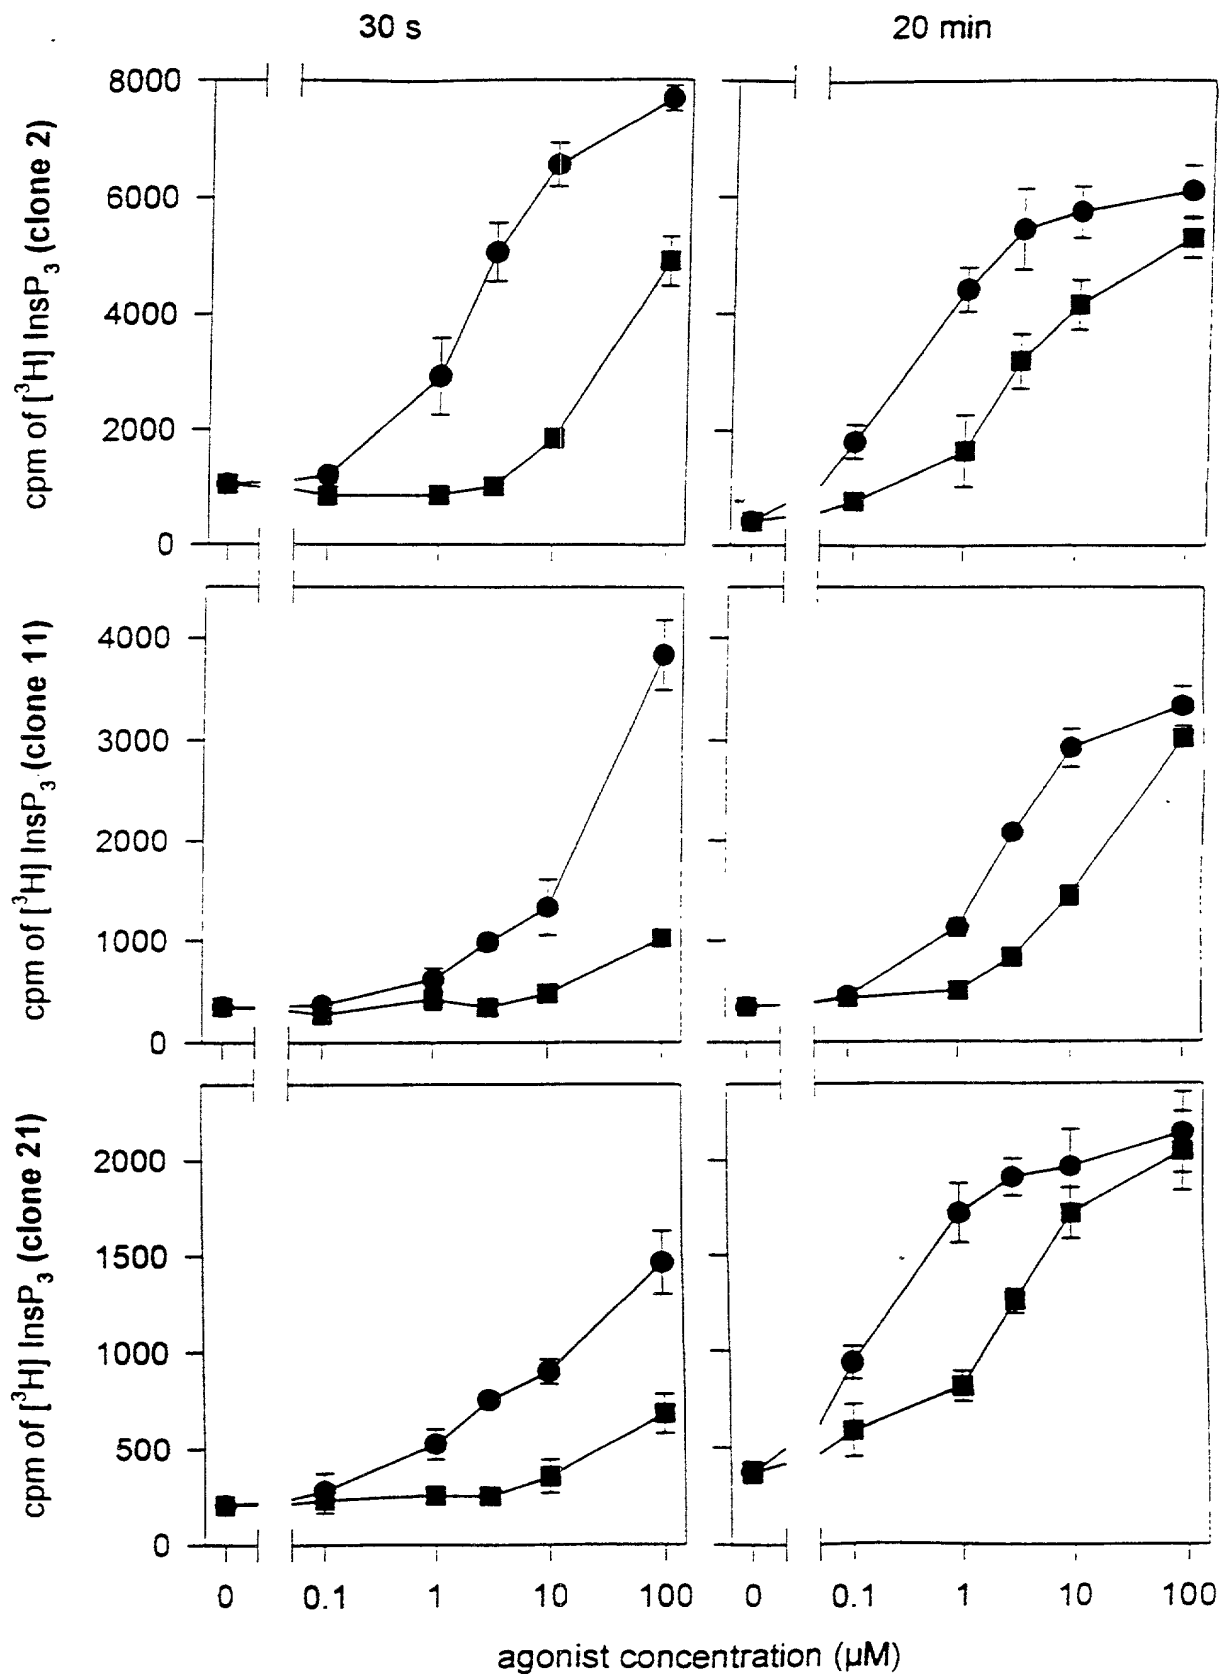 30 s
20 min
cpm of [³H] InsP₃ (clone 2)
8000
6000
4000
2000
0
cpm of [³H] InsP₃ (clone 11)
4000
3000
2000
1000
0
cpm of [³H] InsP₃ (clone 21)
2000
1500
1000
500
0
0 0.1 1 10 100
0 0.1 1 10 100
agonist concentration (µM)